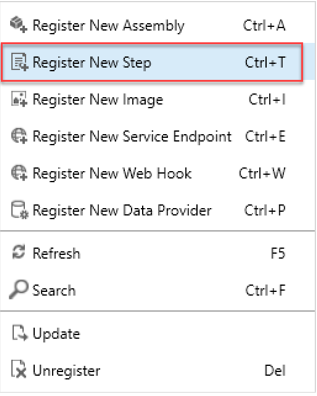 Register New Assembly Ctrl+A
Register New Step Ctrl+T
Register New Image Ctrl+I
Register New Service Endpoint Ctrl+E
Register New Web Hook Ctrl+W
Register New Data Provider Ctrl+P
Refresh F5
Search Ctrl+F
Update
Unregister Del